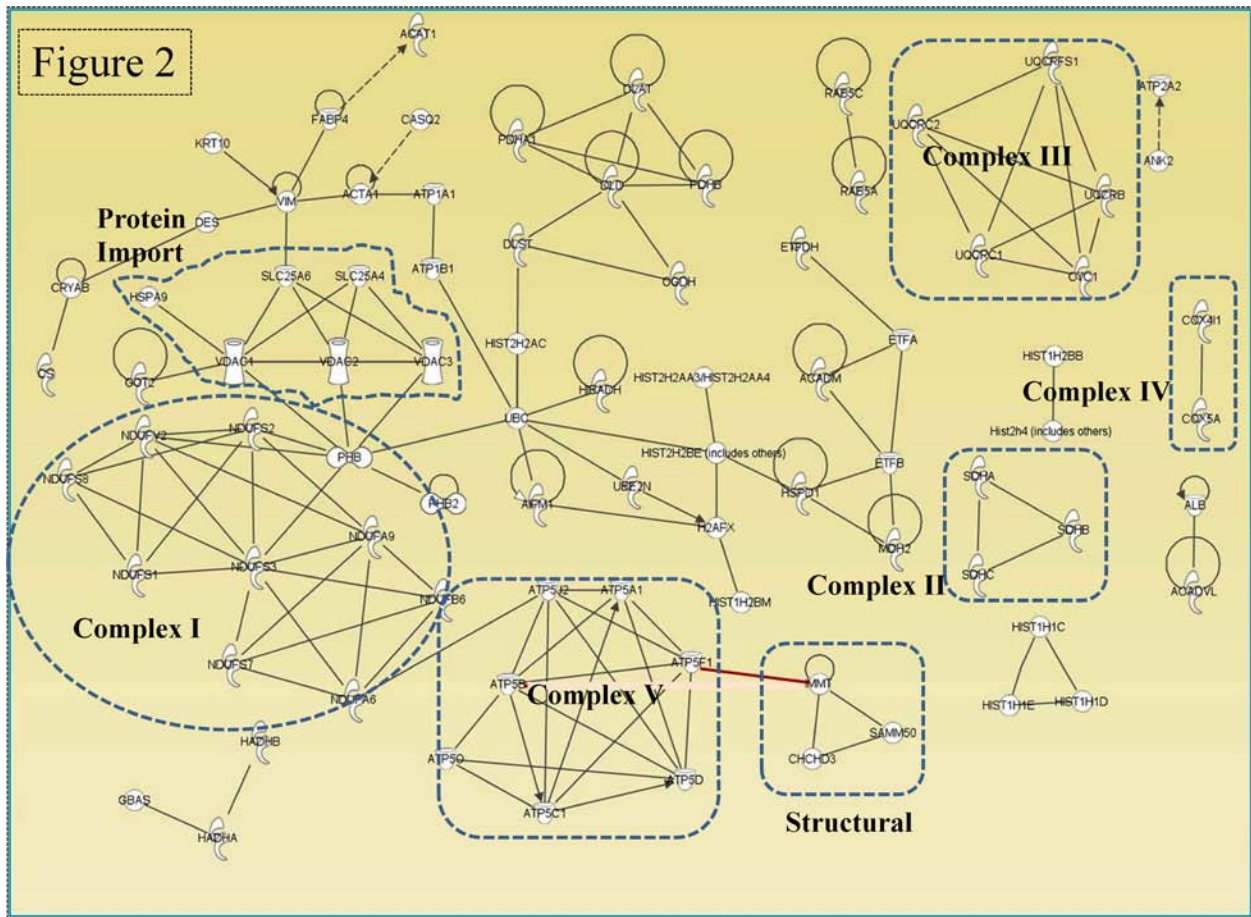 Figure 2
ACAT1
UQCRFS1
DLAT
RAB5C
ATP2A2
FABP4
CASQ2
UQCRC2
KRT10
PDHA1
Complex III
ANK2
DLD
PDHB
RAB5A
VIM
ACTA1
ATP1A1
UQCRB
Protein
Import
DES
DLST
ETFDH
UQCRC1
CYC1
SLC25A6
SLC25A4
ATP1B1
CRYAB
HSPA9
OGDH
COX4I1
HIST2H2AC
ETFA
VDAC1
VDAC2
VDAC3
HIST1H2BB
CS
GOT2
HIST2H2AA3/HIST2H2AA4
ACADM
HIBADH
Complex IV
UBC
COX5A
NDUFV2
NDUFS2
Hist2h4 (includes others)
PHB
HIST2H2BE (includes others)
ETFB
NDUFS8
SDHA
UBE2N
HSPD1
PHB2
AIFM1
ALB
H2AFX
SDHB
NDUFA9
MDH2
NDUFS1
NDUFS3
SDHC
Complex II
ACADVL
NDUFB6
ATP5J2
ATP5A1
HIST1H2BM
Complex I
HIST1H1C
NDUFS7
ATP5F1
ATP5B
Complex V
IMMT
NDUFA6
HIST1H1E
HIST1H1D
SAMM50
HADHB
ATP5O
CHCHD3
ATP5D
GBAS
ATP5C1
Structural
HADHA